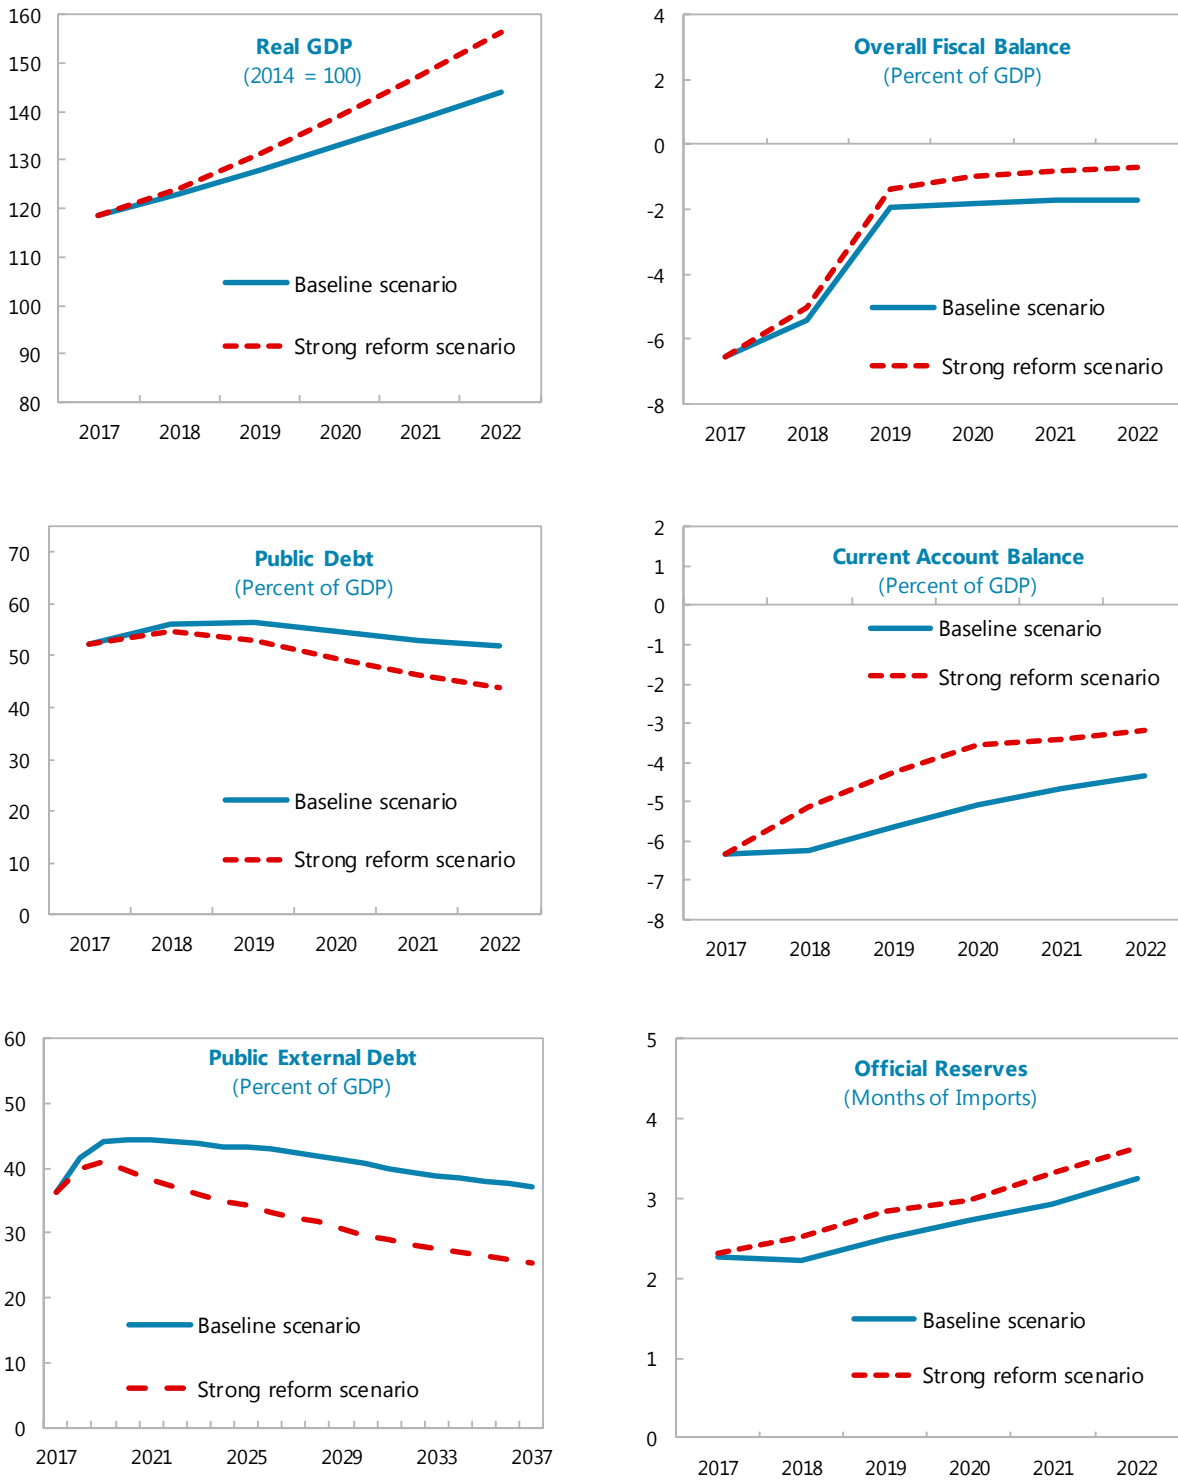 Real GDP
(2014 = 100)
160
150
140
130
120
110
100
90
80
Baseline scenario
Strong reform scenario
2017 2018 2019 2020 2021 2022
Overall Fiscal Balance
(Percent of GDP)
4
2
0
-2
-4
-6
-8
Baseline scenario
Strong reform scenario
2017 2018 2019 2020 2021 2022
Public Debt
(Percent of GDP)
70
60
50
40
30
20
10
0
Baseline scenario
Strong reform scenario
2017 2018 2019 2020 2021 2022
Current Account Balance
(Percent of GDP)
2
1
0
-1
-2
-3
-4
-5
-6
-7
-8
Baseline scenario
Strong reform scenario
2017 2018 2019 2020 2021 2022
Public External Debt
(Percent of GDP)
60
50
40
30
20
10
0
Baseline scenario
Strong reform scenario
2017 2021 2025 2029 2033 2037
Official Reserves
(Months of Imports)
5
4
3
2
1
0
Baseline scenario
Strong reform scenario
2017 2018 2019 2020 2021 2022